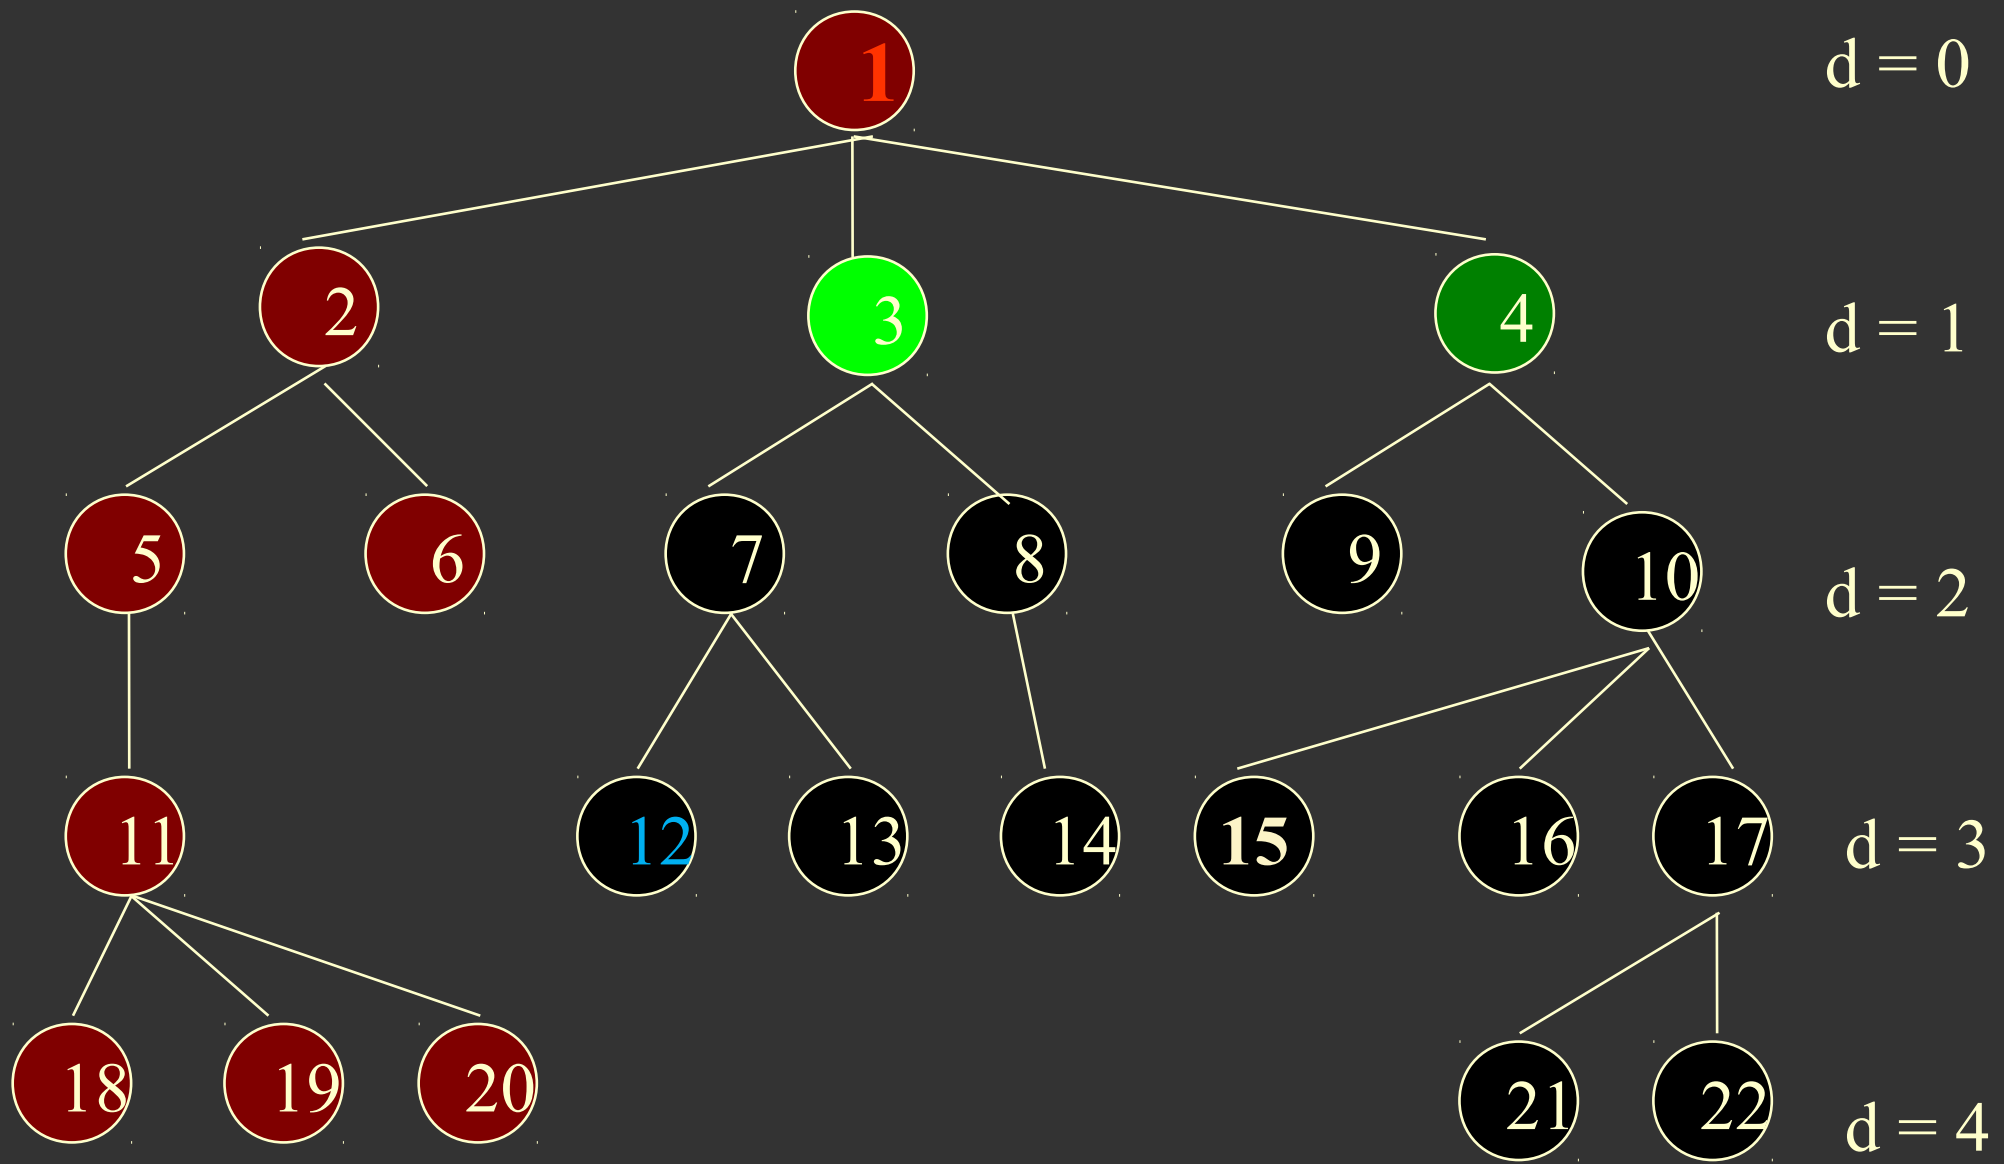 1 d = 0
2 3 4 d = 1
5 6 7 8 9 10 d = 2
11 12 13 14 15 16 17 d = 3
18 19 20 21 22 d = 4